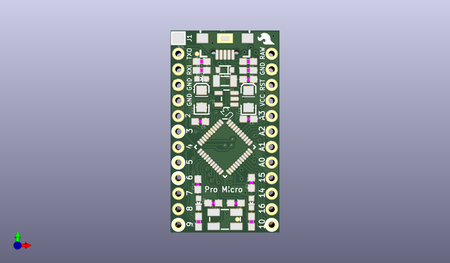 J1
TXO
RXI
GND
GND
2
3
4
5
6
7
8
9
RAW
GND
RST
VCC
A3
A2
A1
A0
15
14
16
10
Pro Micro